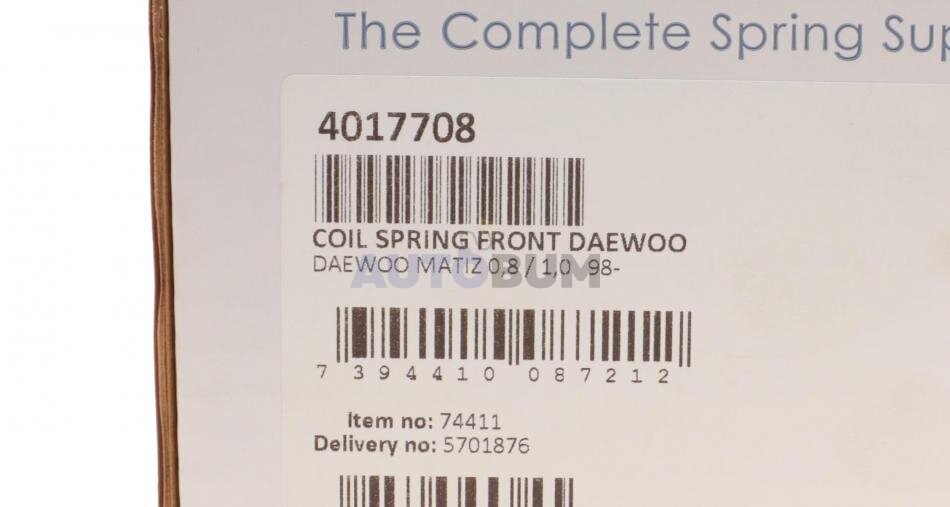 The Complete Spring Sup
4017708
COIL SPRING FRONT DAEWOO
DAEWOO MATIZ 0,8 / 1,0 98-
AUTOBUM
7 394410 087212
Item no: 74411
Delivery no: 5701876